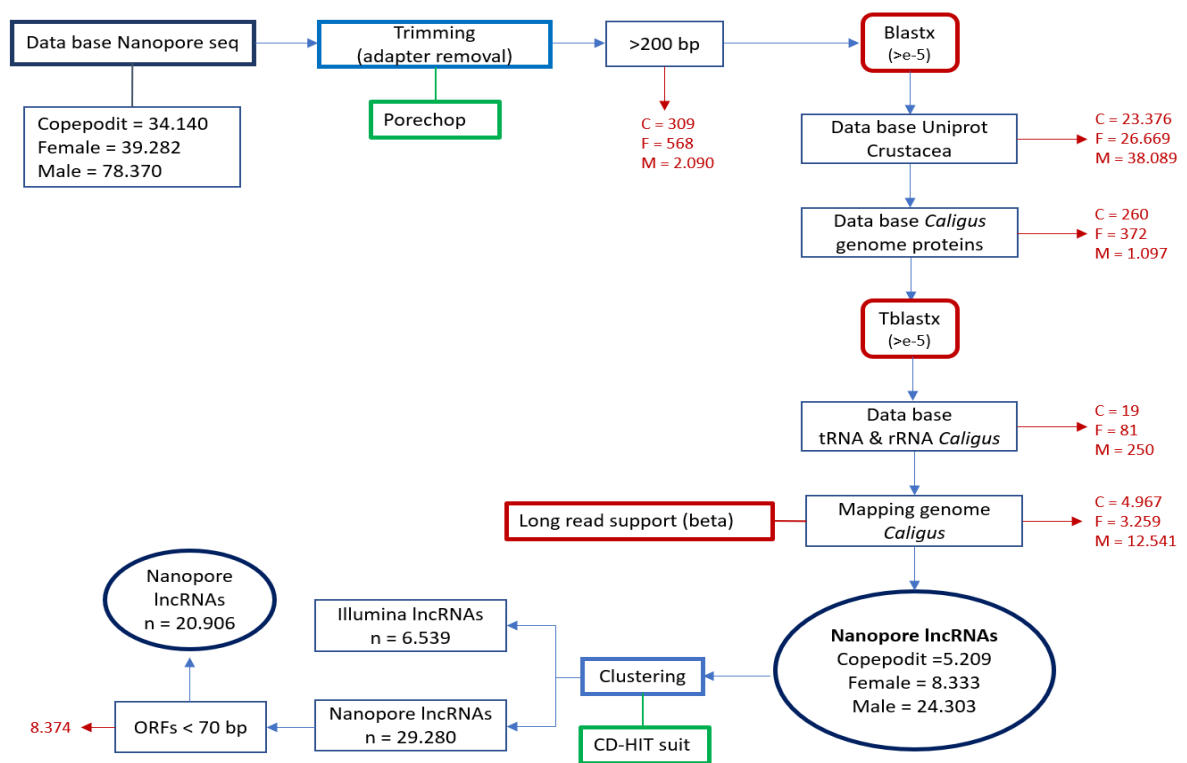 Data base Nanopore seq
Trimming
(adapter removal)
>200 bp
Blastx
(>e-5)
Porechop
Copepodit = 34.140
Female = 39.282
Male = 78.370
C = 309
F = 568
M = 2.090
Data base Uniprot
Crustacea
C = 23.376
F = 26.669
M = 38.089
Data base Caligus
genome proteins
C = 260
F = 372
M = 1.097
Tblastx
(>e-5)
Data base
tRNA & rRNA Caligus
C = 19
F = 81
M = 250
Long read support (beta)
Mapping genome
Caligus
C = 4.967
F = 3.259
M = 12.541
Nanopore lncRNAs
Copepodit =5.209
Female = 8.333
Male = 24.303
Clustering
CD-HIT suit
Illumina lncRNAs
n = 6.539
Nanopore lncRNAs
n = 29.280
ORFs < 70 bp
8.374
Nanopore
lncRNAs
n = 20.906